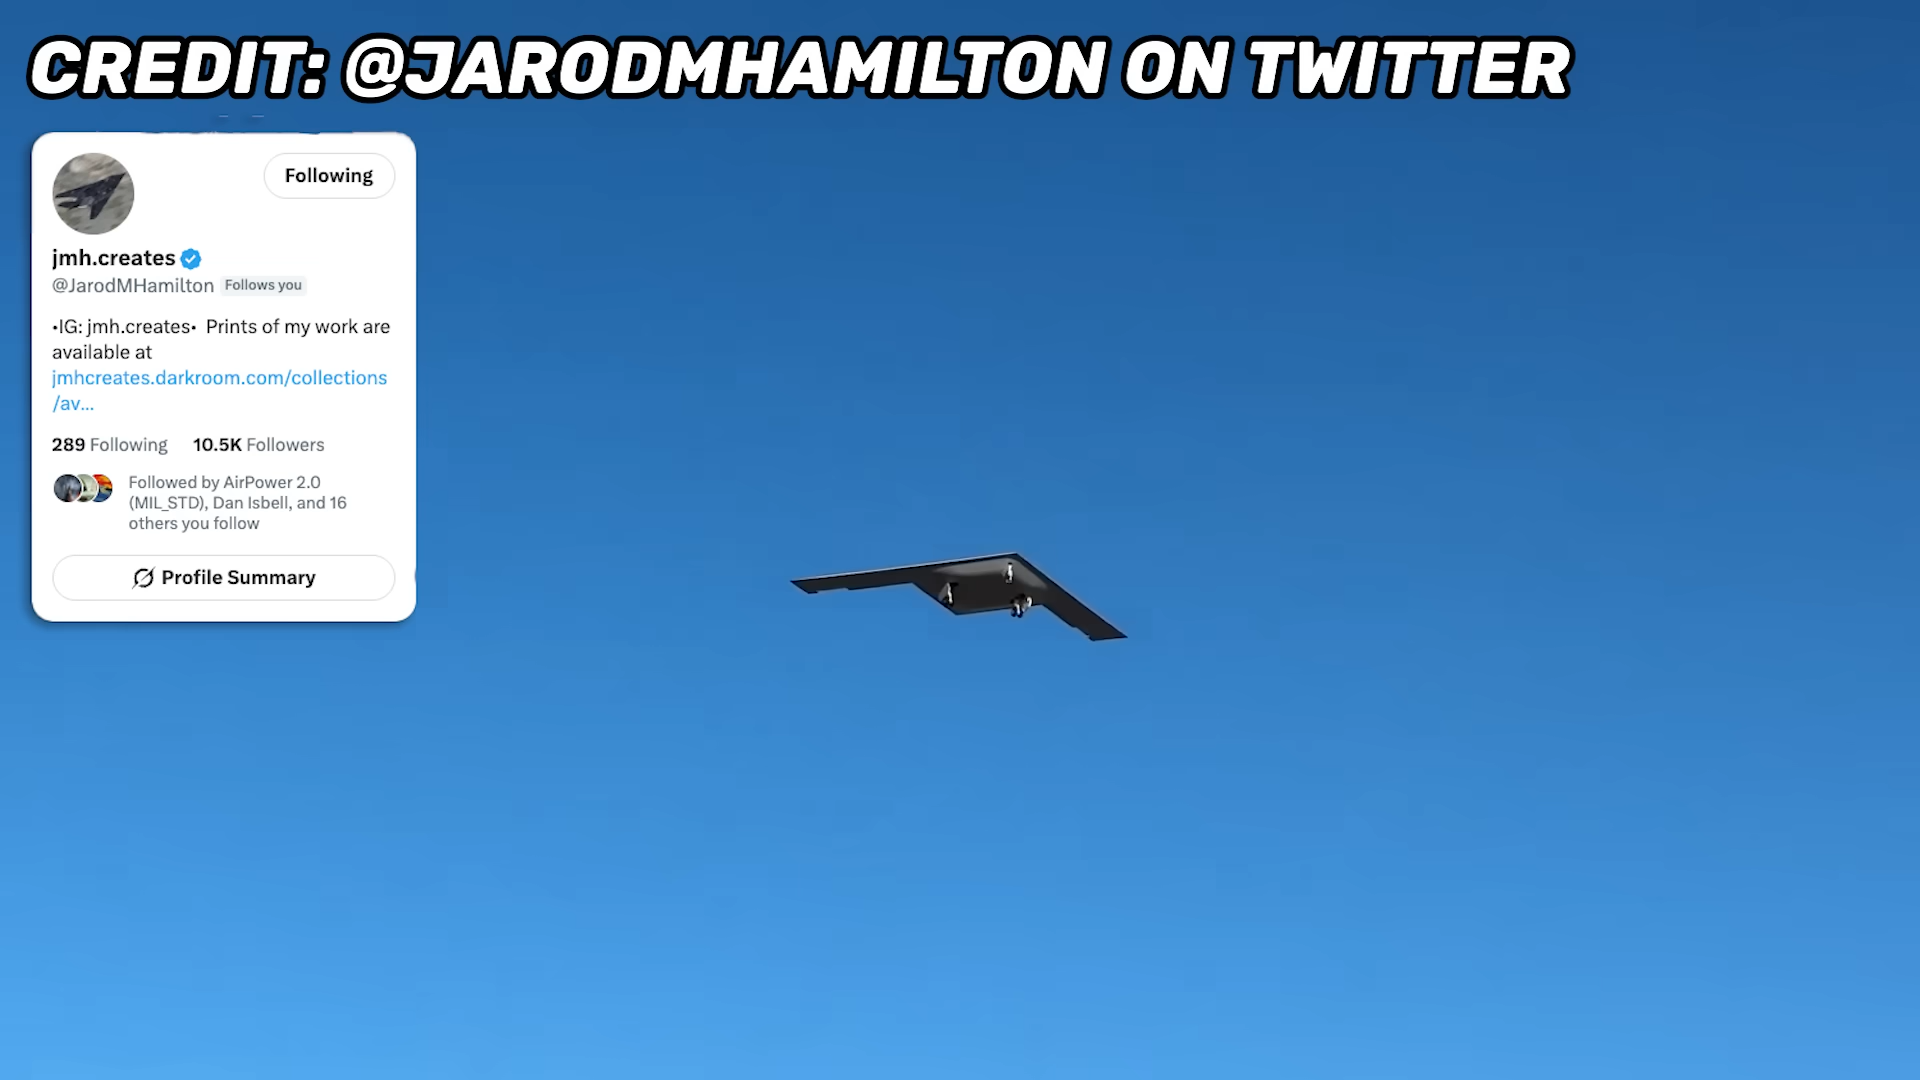 CREDIT: @JARODMHAMILTON ON TWITTER
Following
jmh.creates
@JarodMHamilton Follows you
•IG: jmh.creates• Prints of my work are
available at
jmhcreates.darkroom.com/collections
/av...
289 Following 10.5K Followers
Followed by AirPower 2.0
(MIL_STD), Dan Isbell, and 16
others you follow
Profile Summary